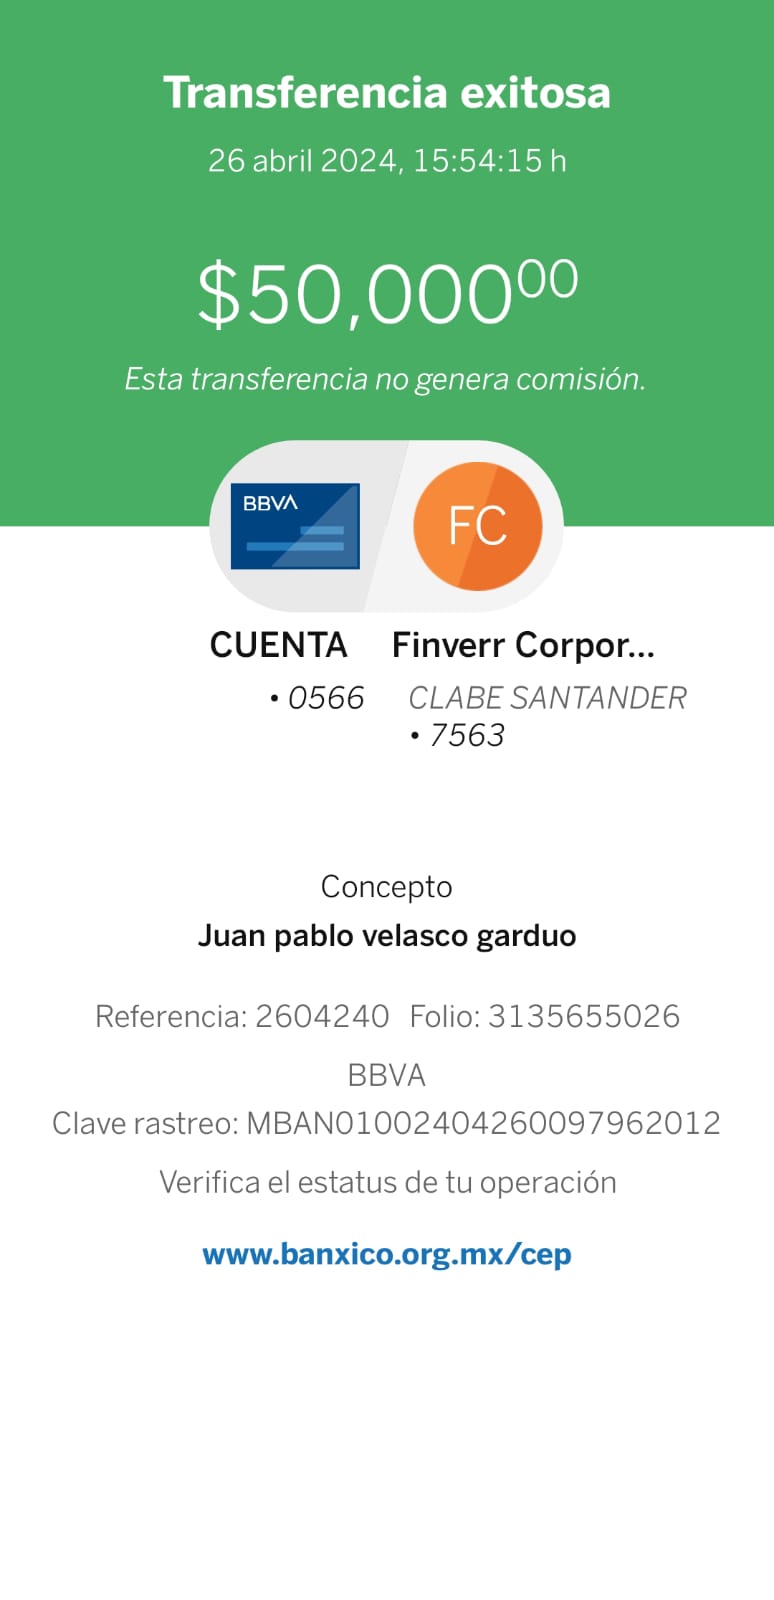 Transferencia exitosa
26 abril 2024, 15:54:15 h
$50,000⁰⁰
Esta transferencia no genera comisión.
BBVA
FC
CUENTA
• 0566
Finverr Corpor...
CLABE SANTANDER
• 7563
Concepto
Juan pablo velasco garduo
Referencia: 2604240 Folio: 3135655026
BBVA
Clave rastreo: MBAN01002404260097962012
Verifica el estatus de tu operación
www.banxico.org.mx/cep